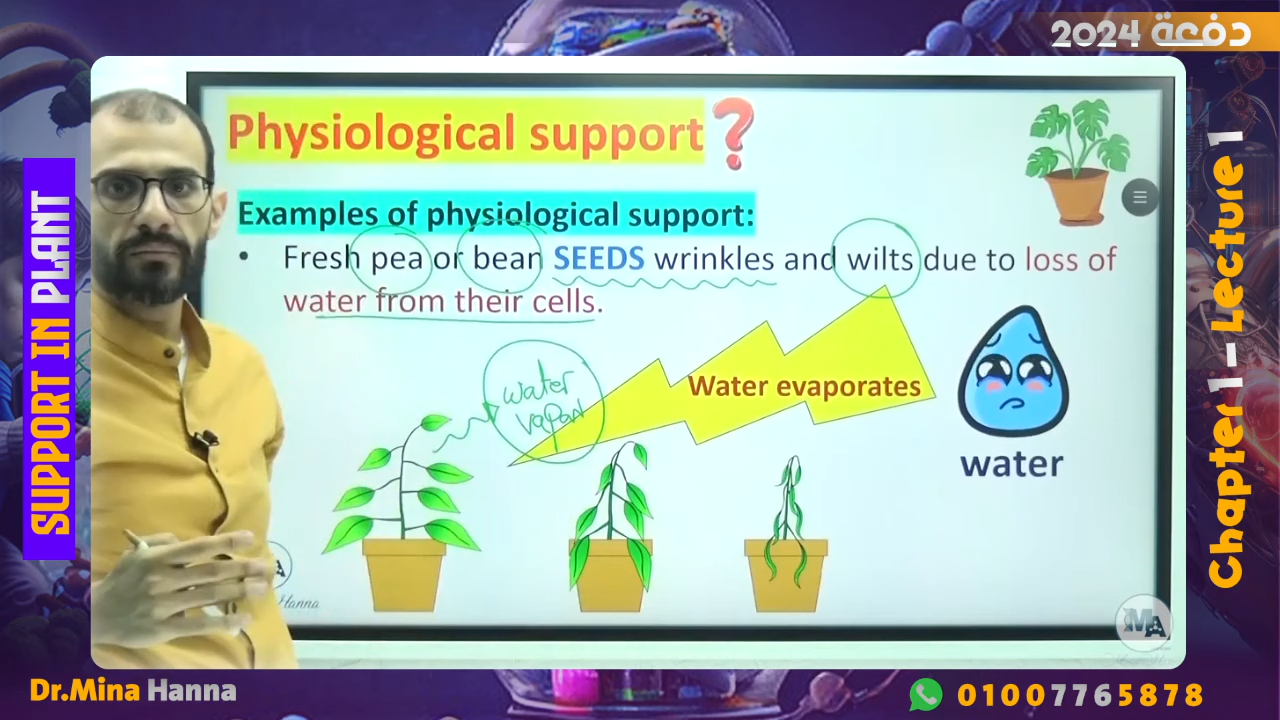 دفعة 2024
SUPPORT IN PLANT
Physiological support?
Examples of physiological support:
• Fresh pea or bean SEEDS wrinkles and wilts due to loss of
water from their cells.
water
Water evaporates
water
Hanna
MA
Chapter 1 – Lecture 1
Dr.Mina Hanna
01007765878